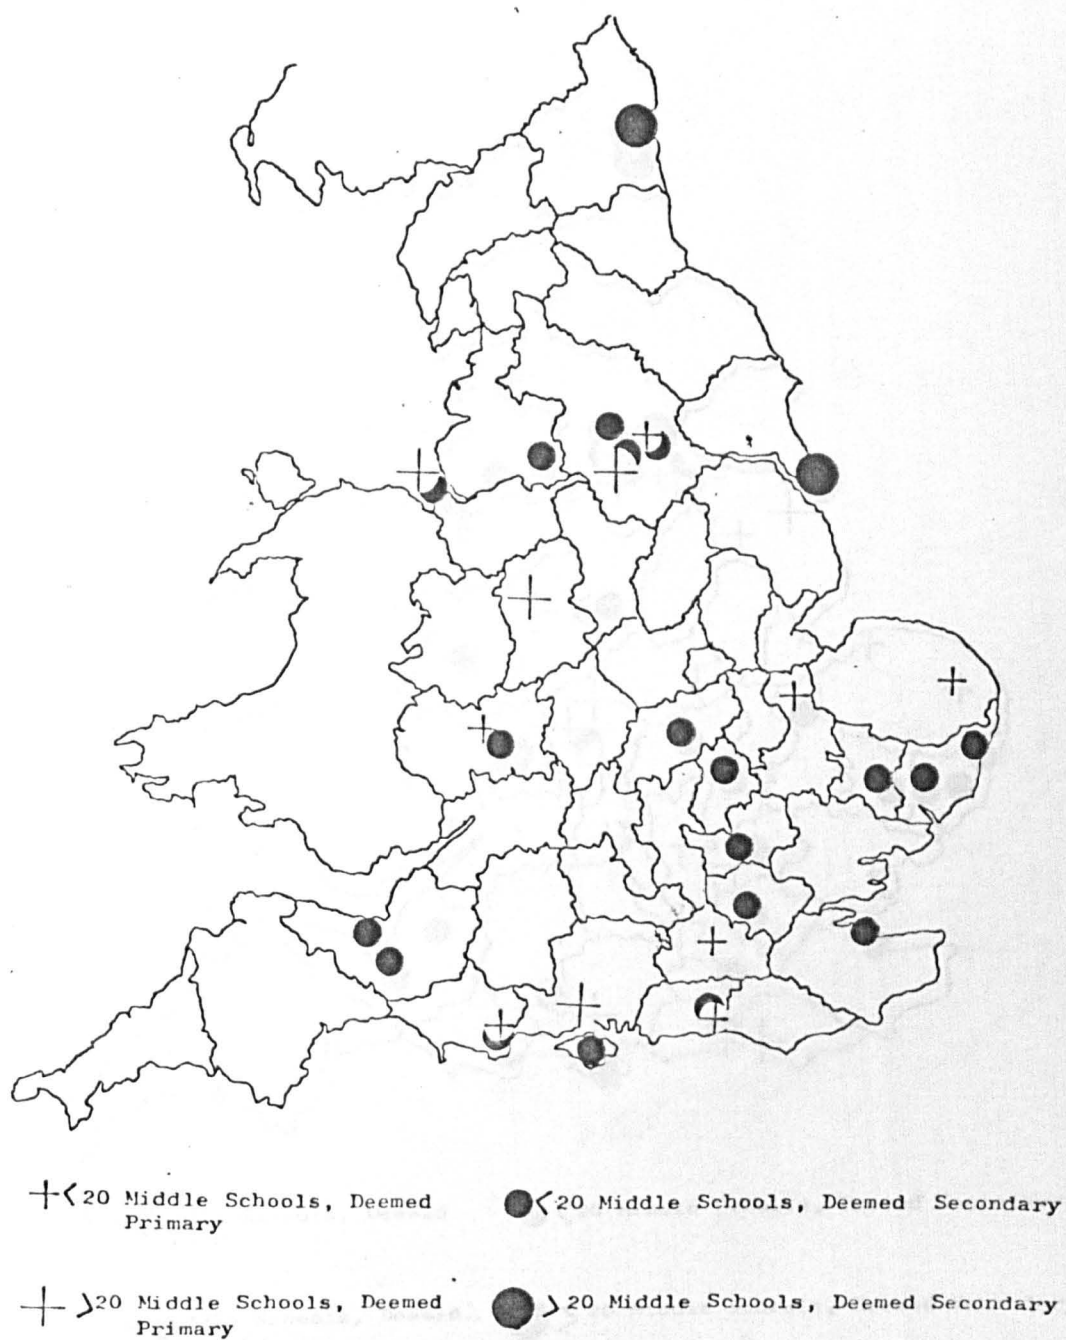 <20 Middle Schools, Deemed
Primary
<20 Middle Schools, Deemed Secondary
>20 Middle Schools, Deemed
Primary
>20 Middle Schools, Deemed Secondary